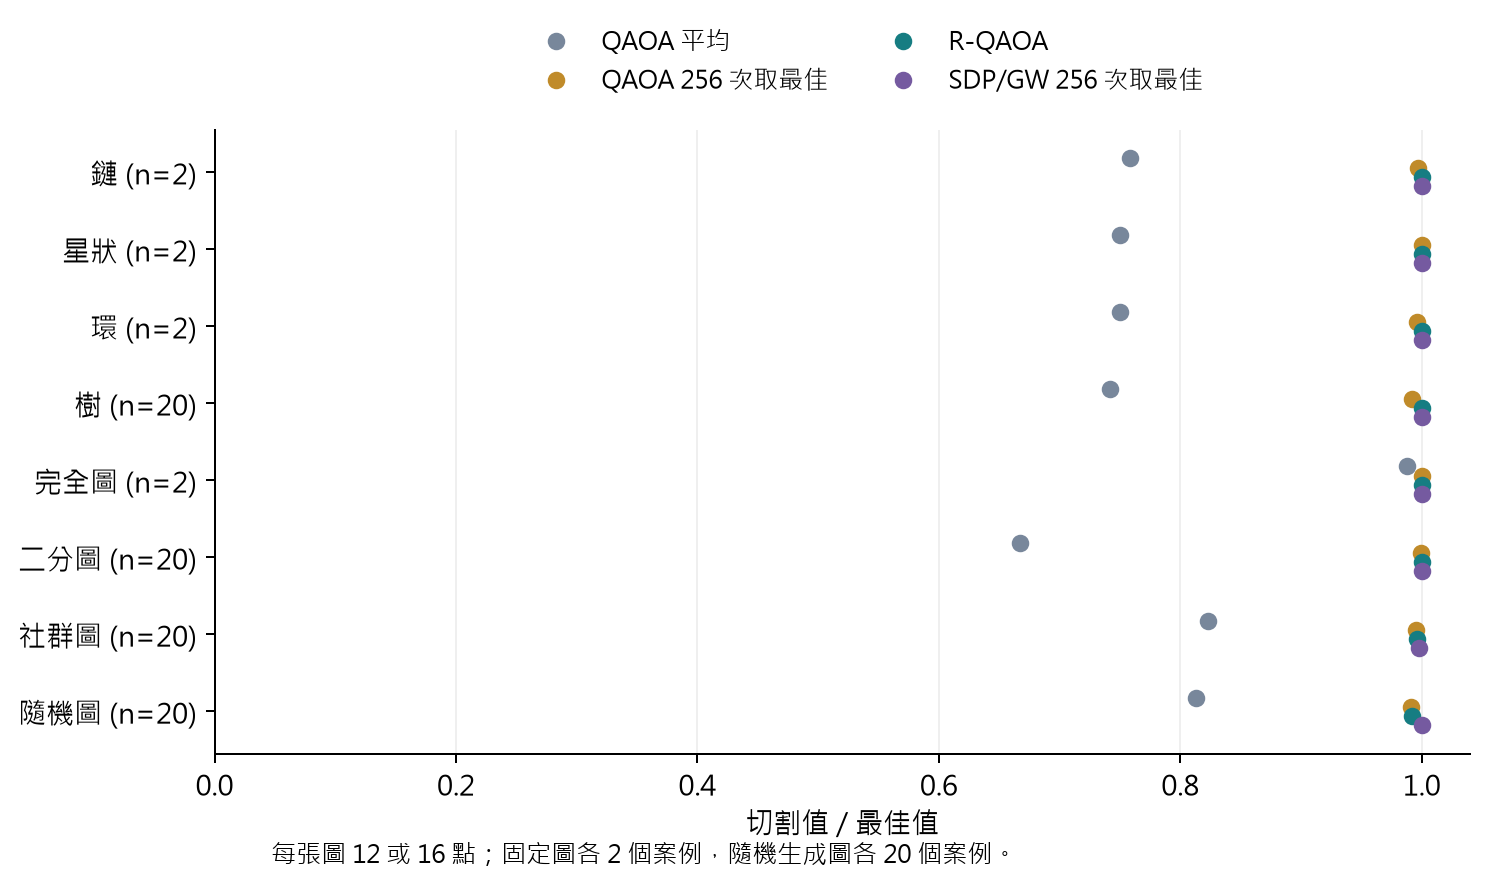 QAOA 平均
R-QAOA
QAOA 256 次取最佳
SDP/GW 256 次取最佳
鏈 (n=2)
星狀 (n=2)
環 (n=2)
樹 (n=20)
完全圖 (n=2)
二分圖 (n=20)
社群圖 (n=20)
隨機圖 (n=20)
0.0 0.2 0.4 0.6 0.8 1.0
切割值 / 最佳值
每張圖 12 或 16 點；固定圖各 2 個案例，隨機生成圖各 20 個案例。